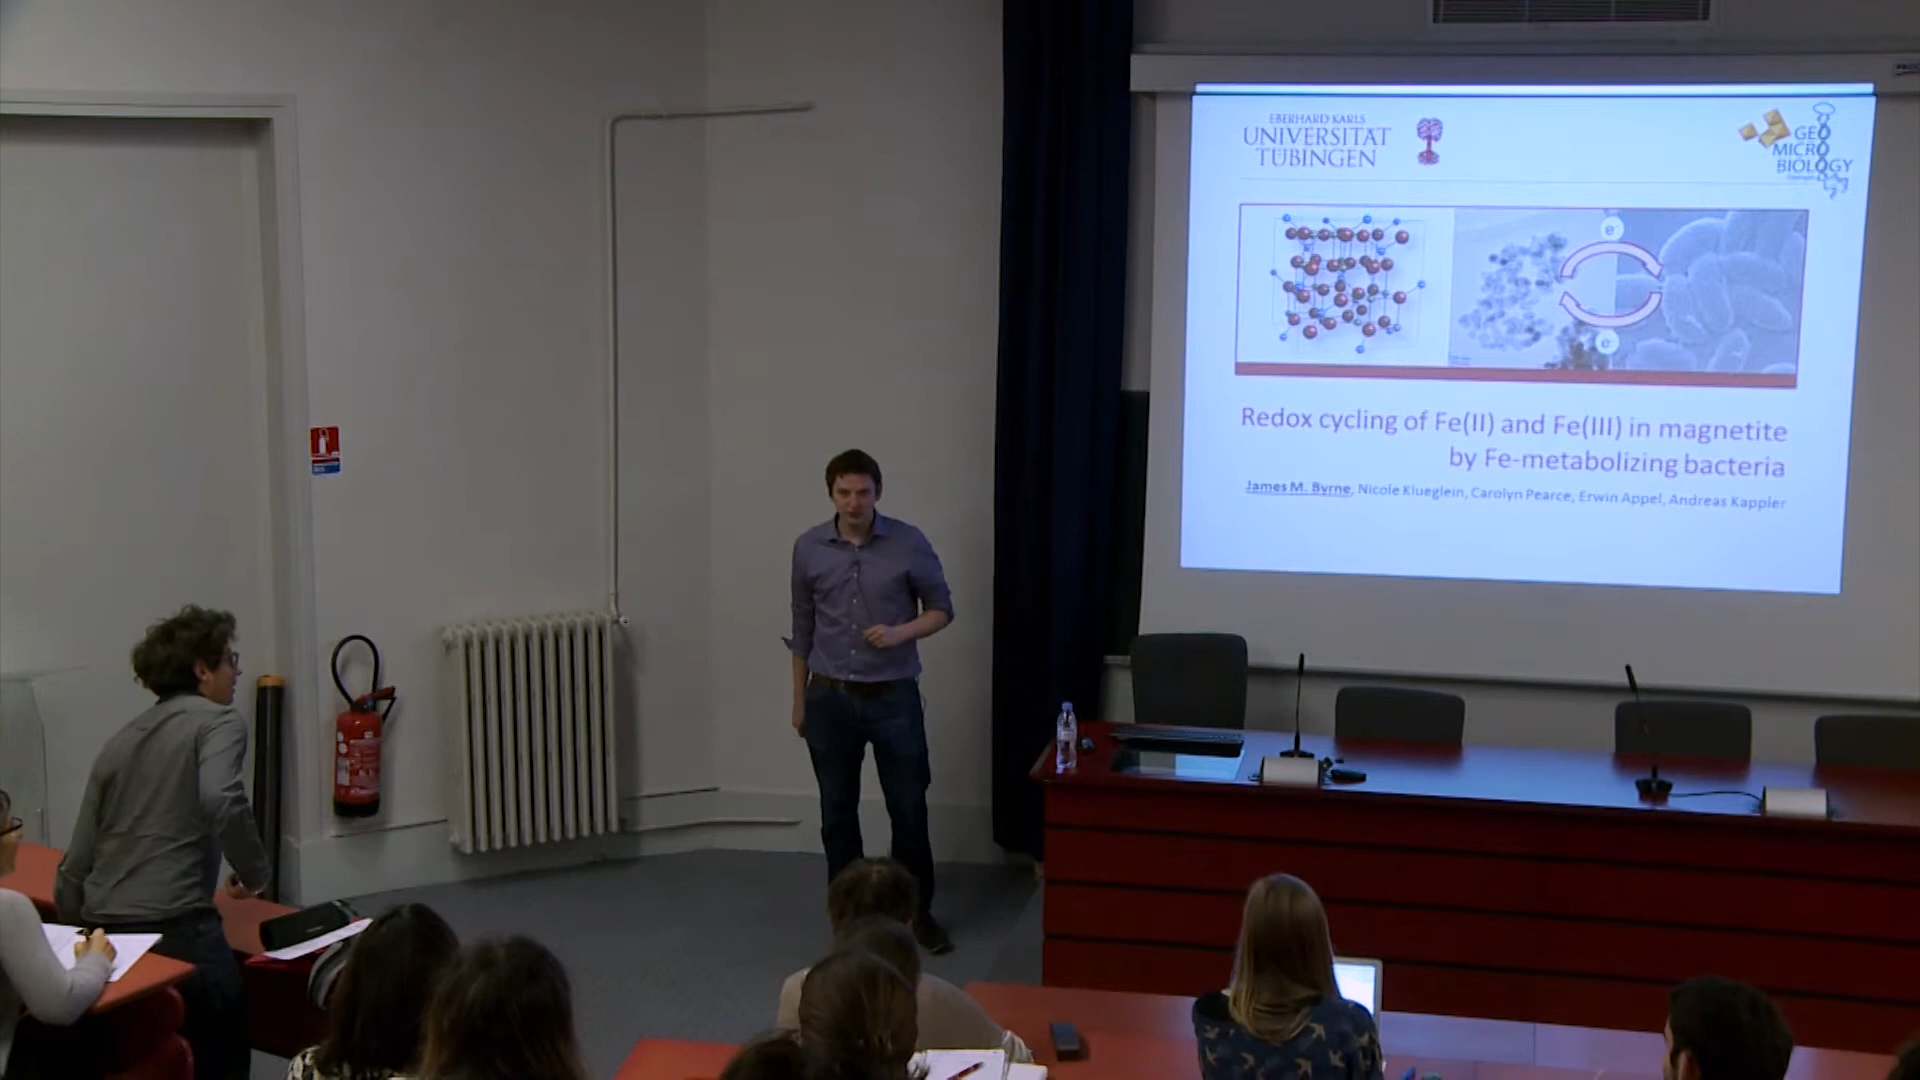 EBERHARD KARLS
UNIVERSITÄT
TÜBINGEN
GEO
MICRO
BIOLOGY
e⁻
e⁻
Redox cycling of Fe(II) and Fe(III) in magnetite
by Fe-metabolizing bacteria
James M. Byrne, Nicole Klueglein, Carolyn Pearce, Erwin Appel, Andreas Kappler